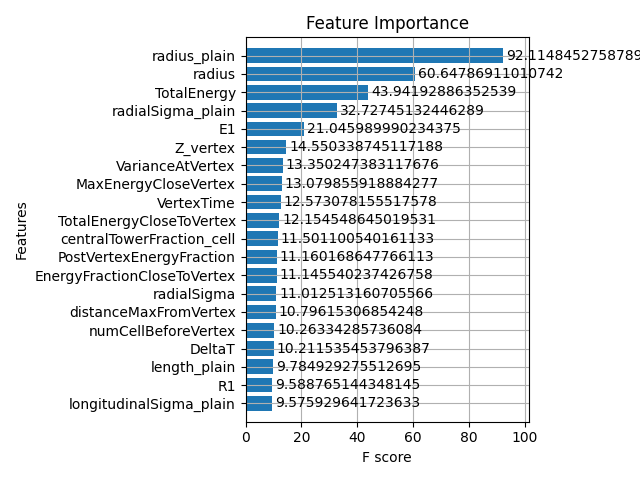 Feature Importance
radius_plain 92.1148452758789
radius 60.64786911010742
TotalEnergy 43.94192886352539
radialSigma_plain 32.72745132446289
E1 21.045989990234375
Z_vertex 14.550338745117188
VarianceAtVertex 13.350247383117676
MaxEnergyCloseVertex 13.079855918884277
VertexTime 12.573078155517578
TotalEnergyCloseToVertex 12.154548645019531
centralTowerFraction_cell 11.501100540161133
PostVertexEnergyFraction 11.160168647766113
EnergyFractionCloseToVertex 11.145540237426758
radialSigma 11.012513160705566
distanceMaxFromVertex 10.79615306854248
numCellBeforeVertex 10.26334285736084
DeltaT 10.211535453796387
length_plain 9.784929275512695
R1 9.588765144348145
longitudinalSigma_plain 9.575929641723633
0 20 40 60 80 100
F score
Features